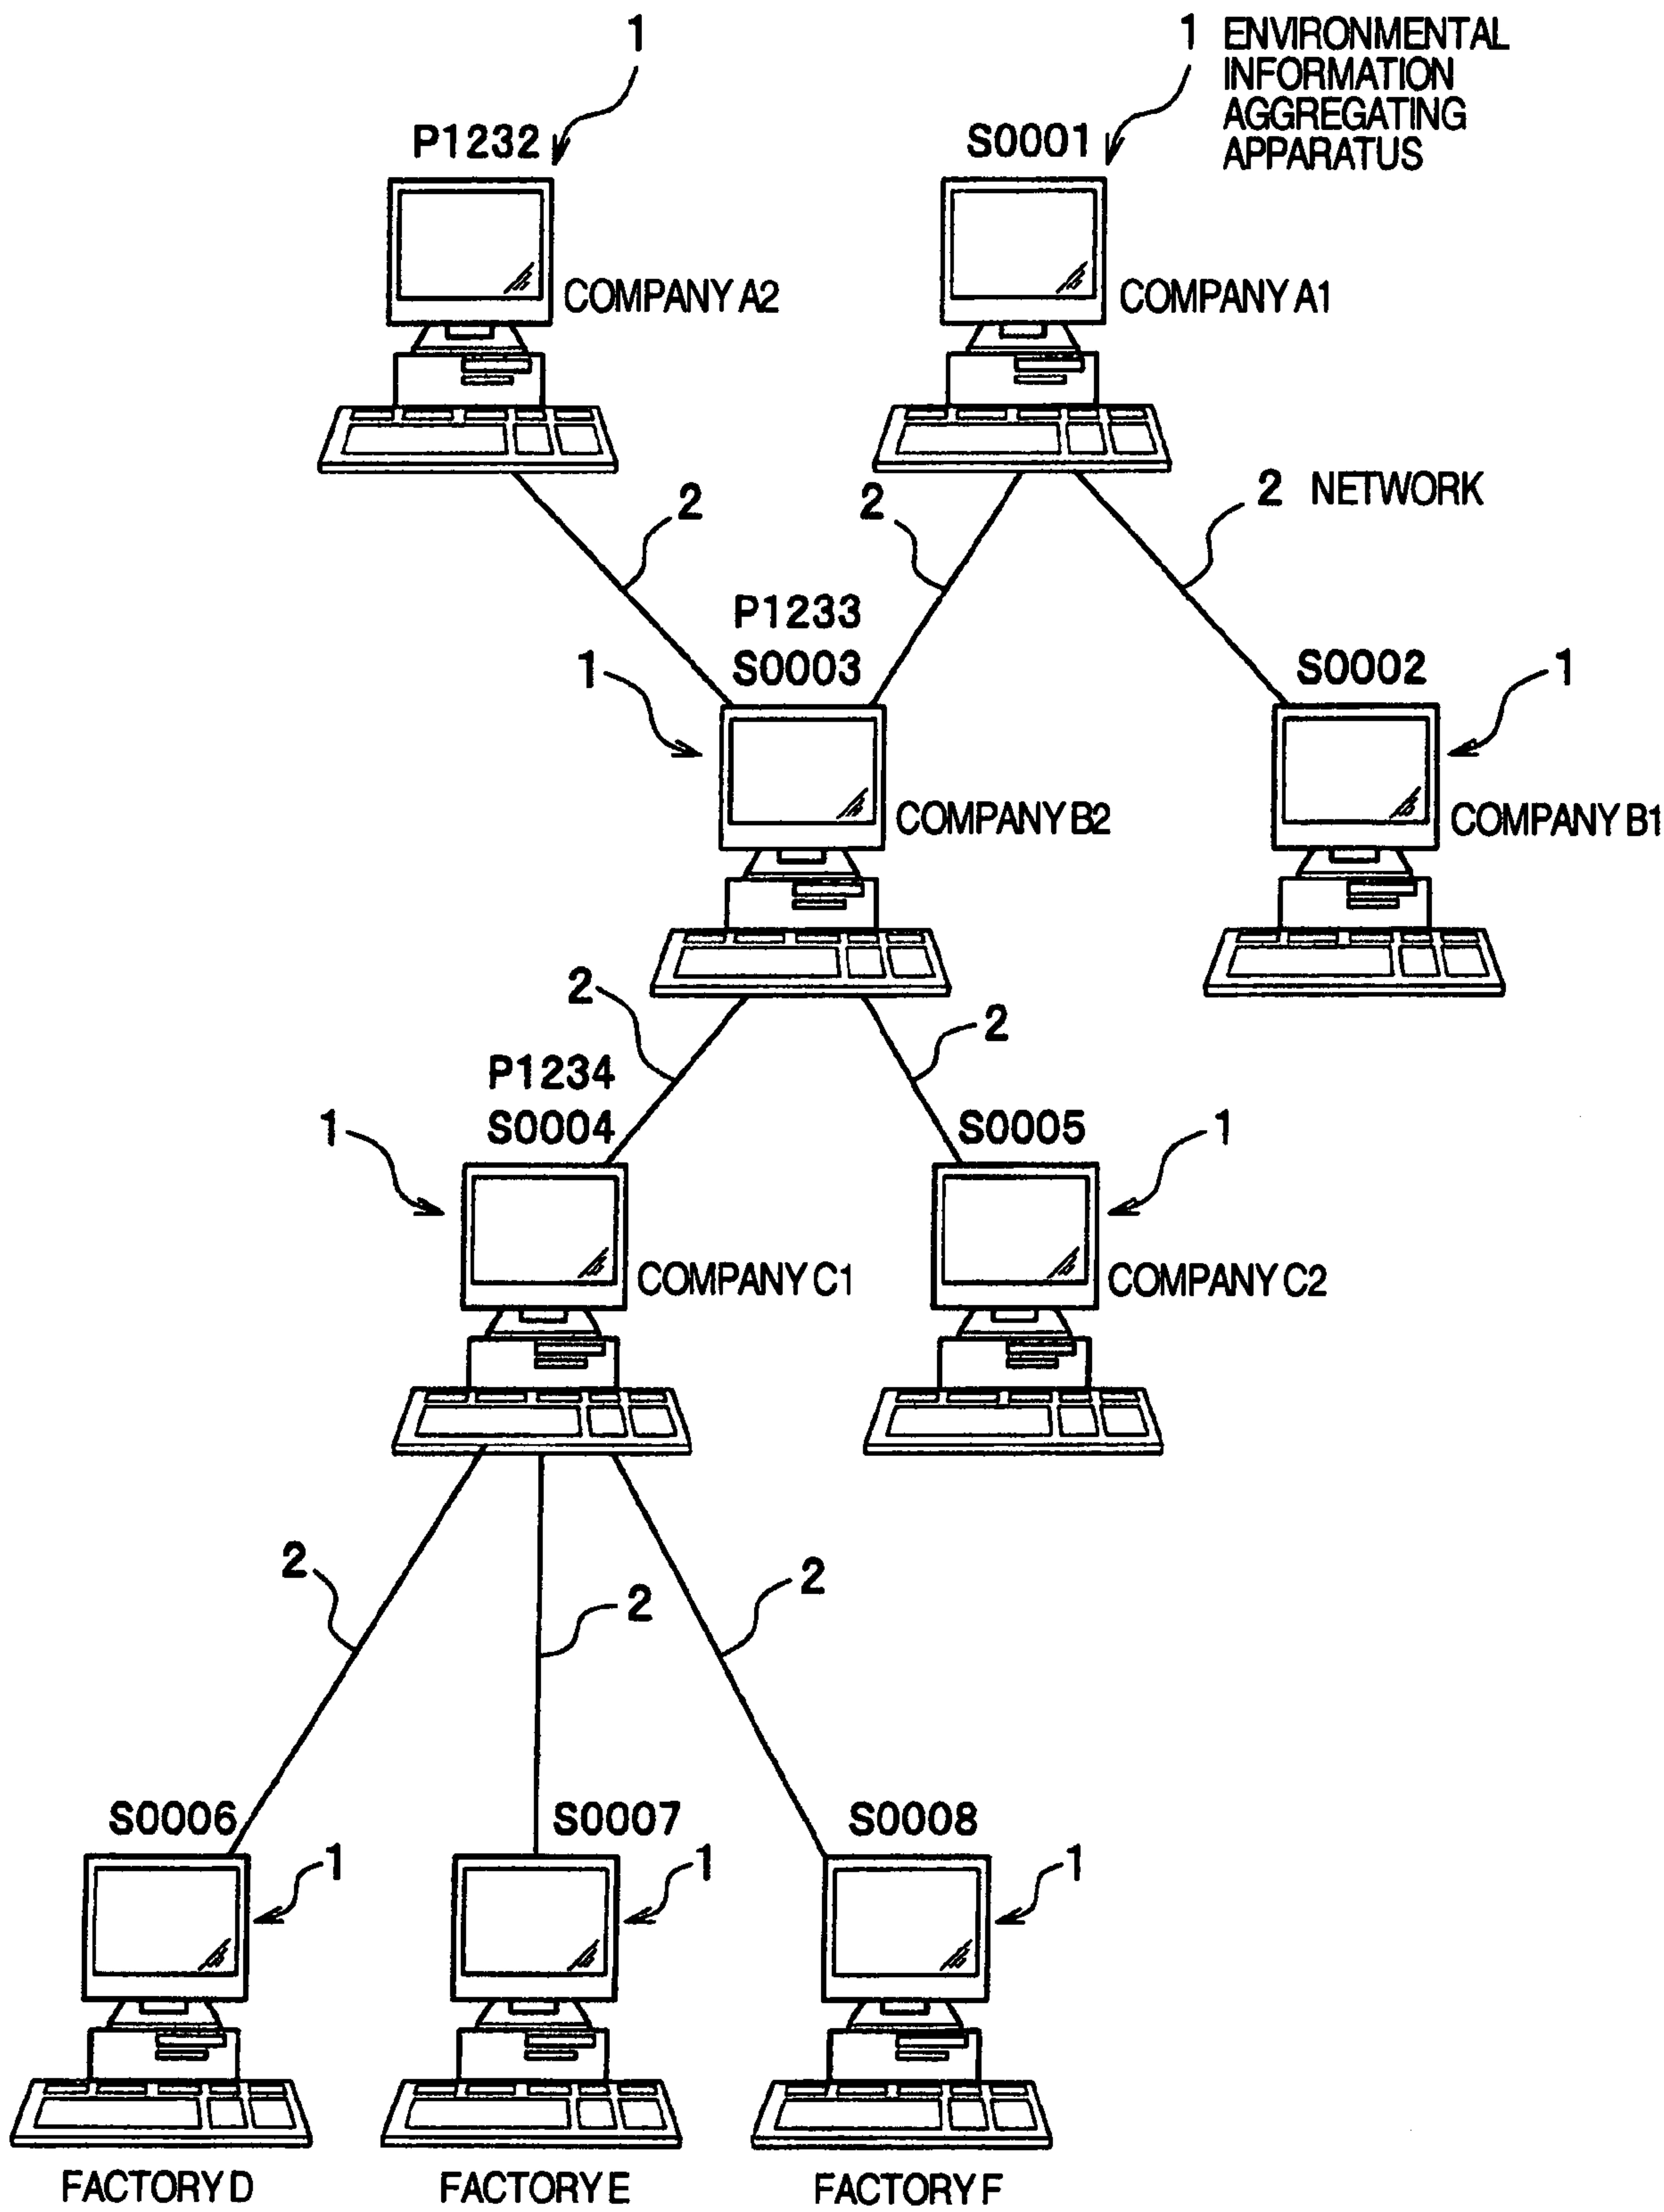 1
1 ENVIRONMENTAL
INFORMATION
AGGREGATING
APPARATUS
P1232
S0001
COMPANY A2
COMPANY A1
2
2
2 NETWORK
P1233
S0003
1
S0002
1
COMPANY B2
COMPANY B1
2
2
P1234
S0004
1
S0005
1
COMPANY C1
COMPANY C2
2
2
2
S0006
S0007
S0008
1
1
1
FACTORY D
FACTORY E
FACTORY F